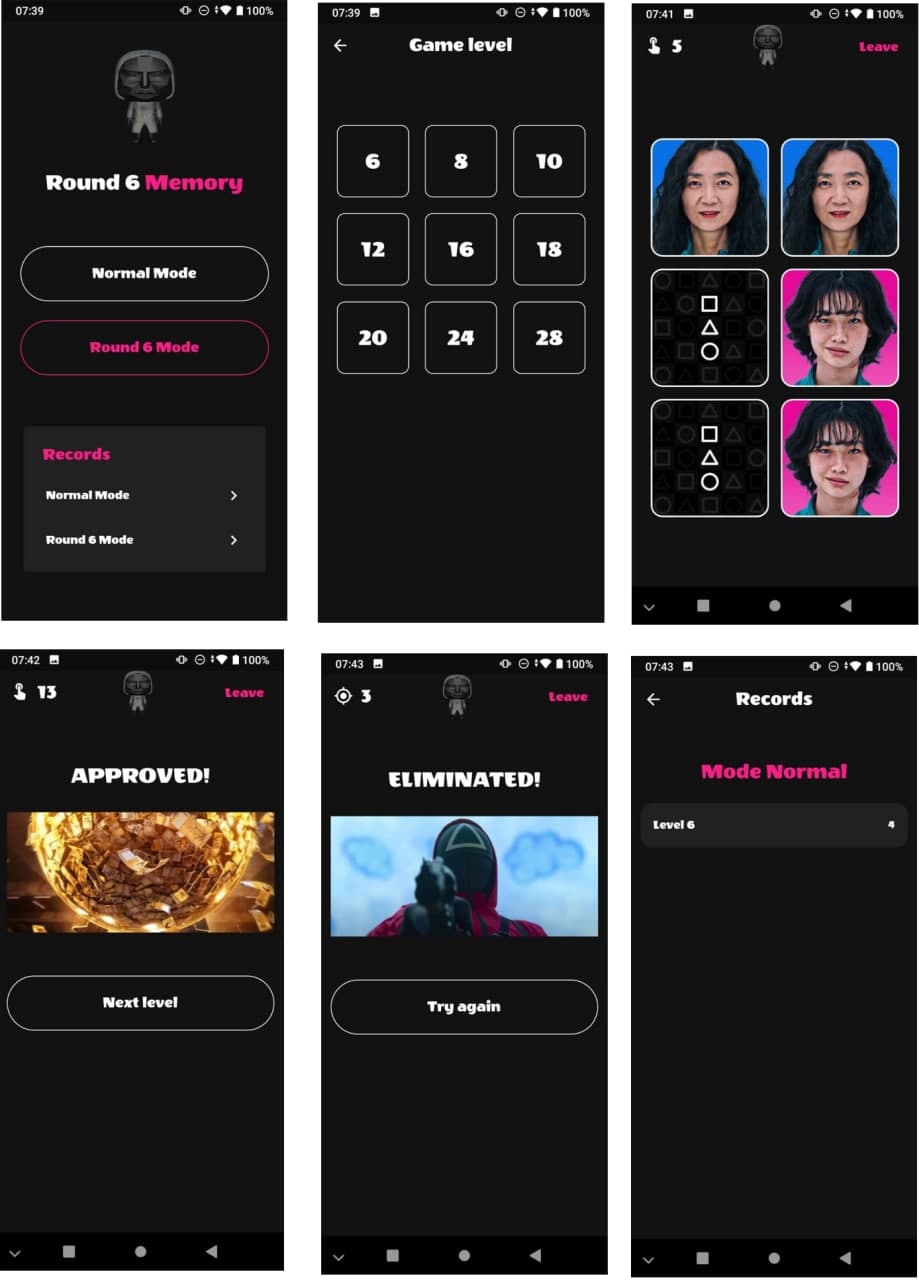 07:39
100%
Round 6 Memory
Normal Mode
Round 6 Mode
Records
Normal Mode
Round 6 Mode
07:39
100%
Game level
6 8 10
12 16 18
20 24 28
07:41
100%
5
Leave
07:42
100%
13
Leave
APPROVED!
Next level
07:43
100%
3
Leave
ELIMINATED!
Try again
07:43
100%
Records
Mode Normal
Level 6 4